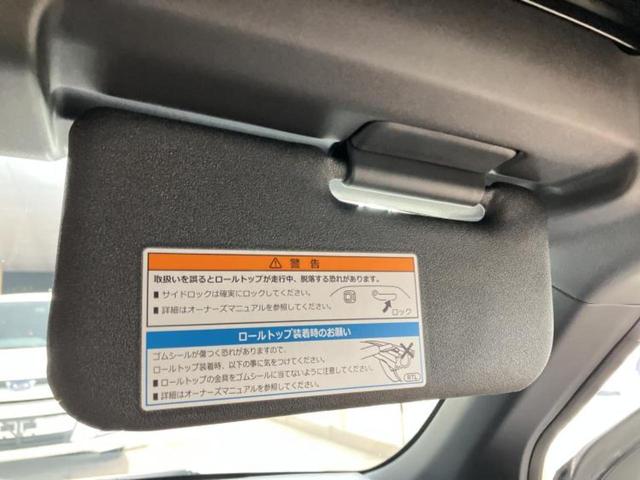 ⚠ 警告
取扱いを誤るとロールトップが走行中、脱落する恐れがあります。
■ サイドロックは確実にロックしてください。
■ 詳細はオーナーズマニュアルを参照してください。
ロック
ロールトップ装着時のお願い
ゴムシールが傷つく恐れがありますので、
ロールトップ装着時、以下の事に気をつけてください。
■ ロールトップの金具をゴムシールに当てないように注意してください。
■ 詳細はオーナーズマニュアルを参照してください。